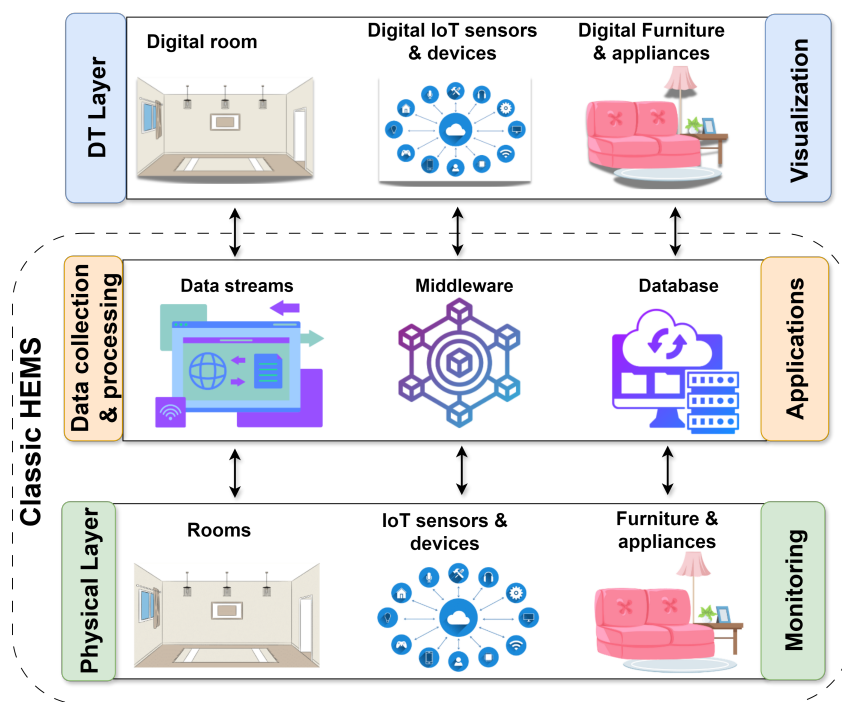 DT Layer
Digital room
Digital IoT sensors
& devices
Digital Furniture
& appliances
Visualization
Classic HEMS
Data collection
& processing
Data streams
Middleware
Database
Applications
Physical Layer
Rooms
IoT sensors &
devices
Furniture &
appliances
Monitoring